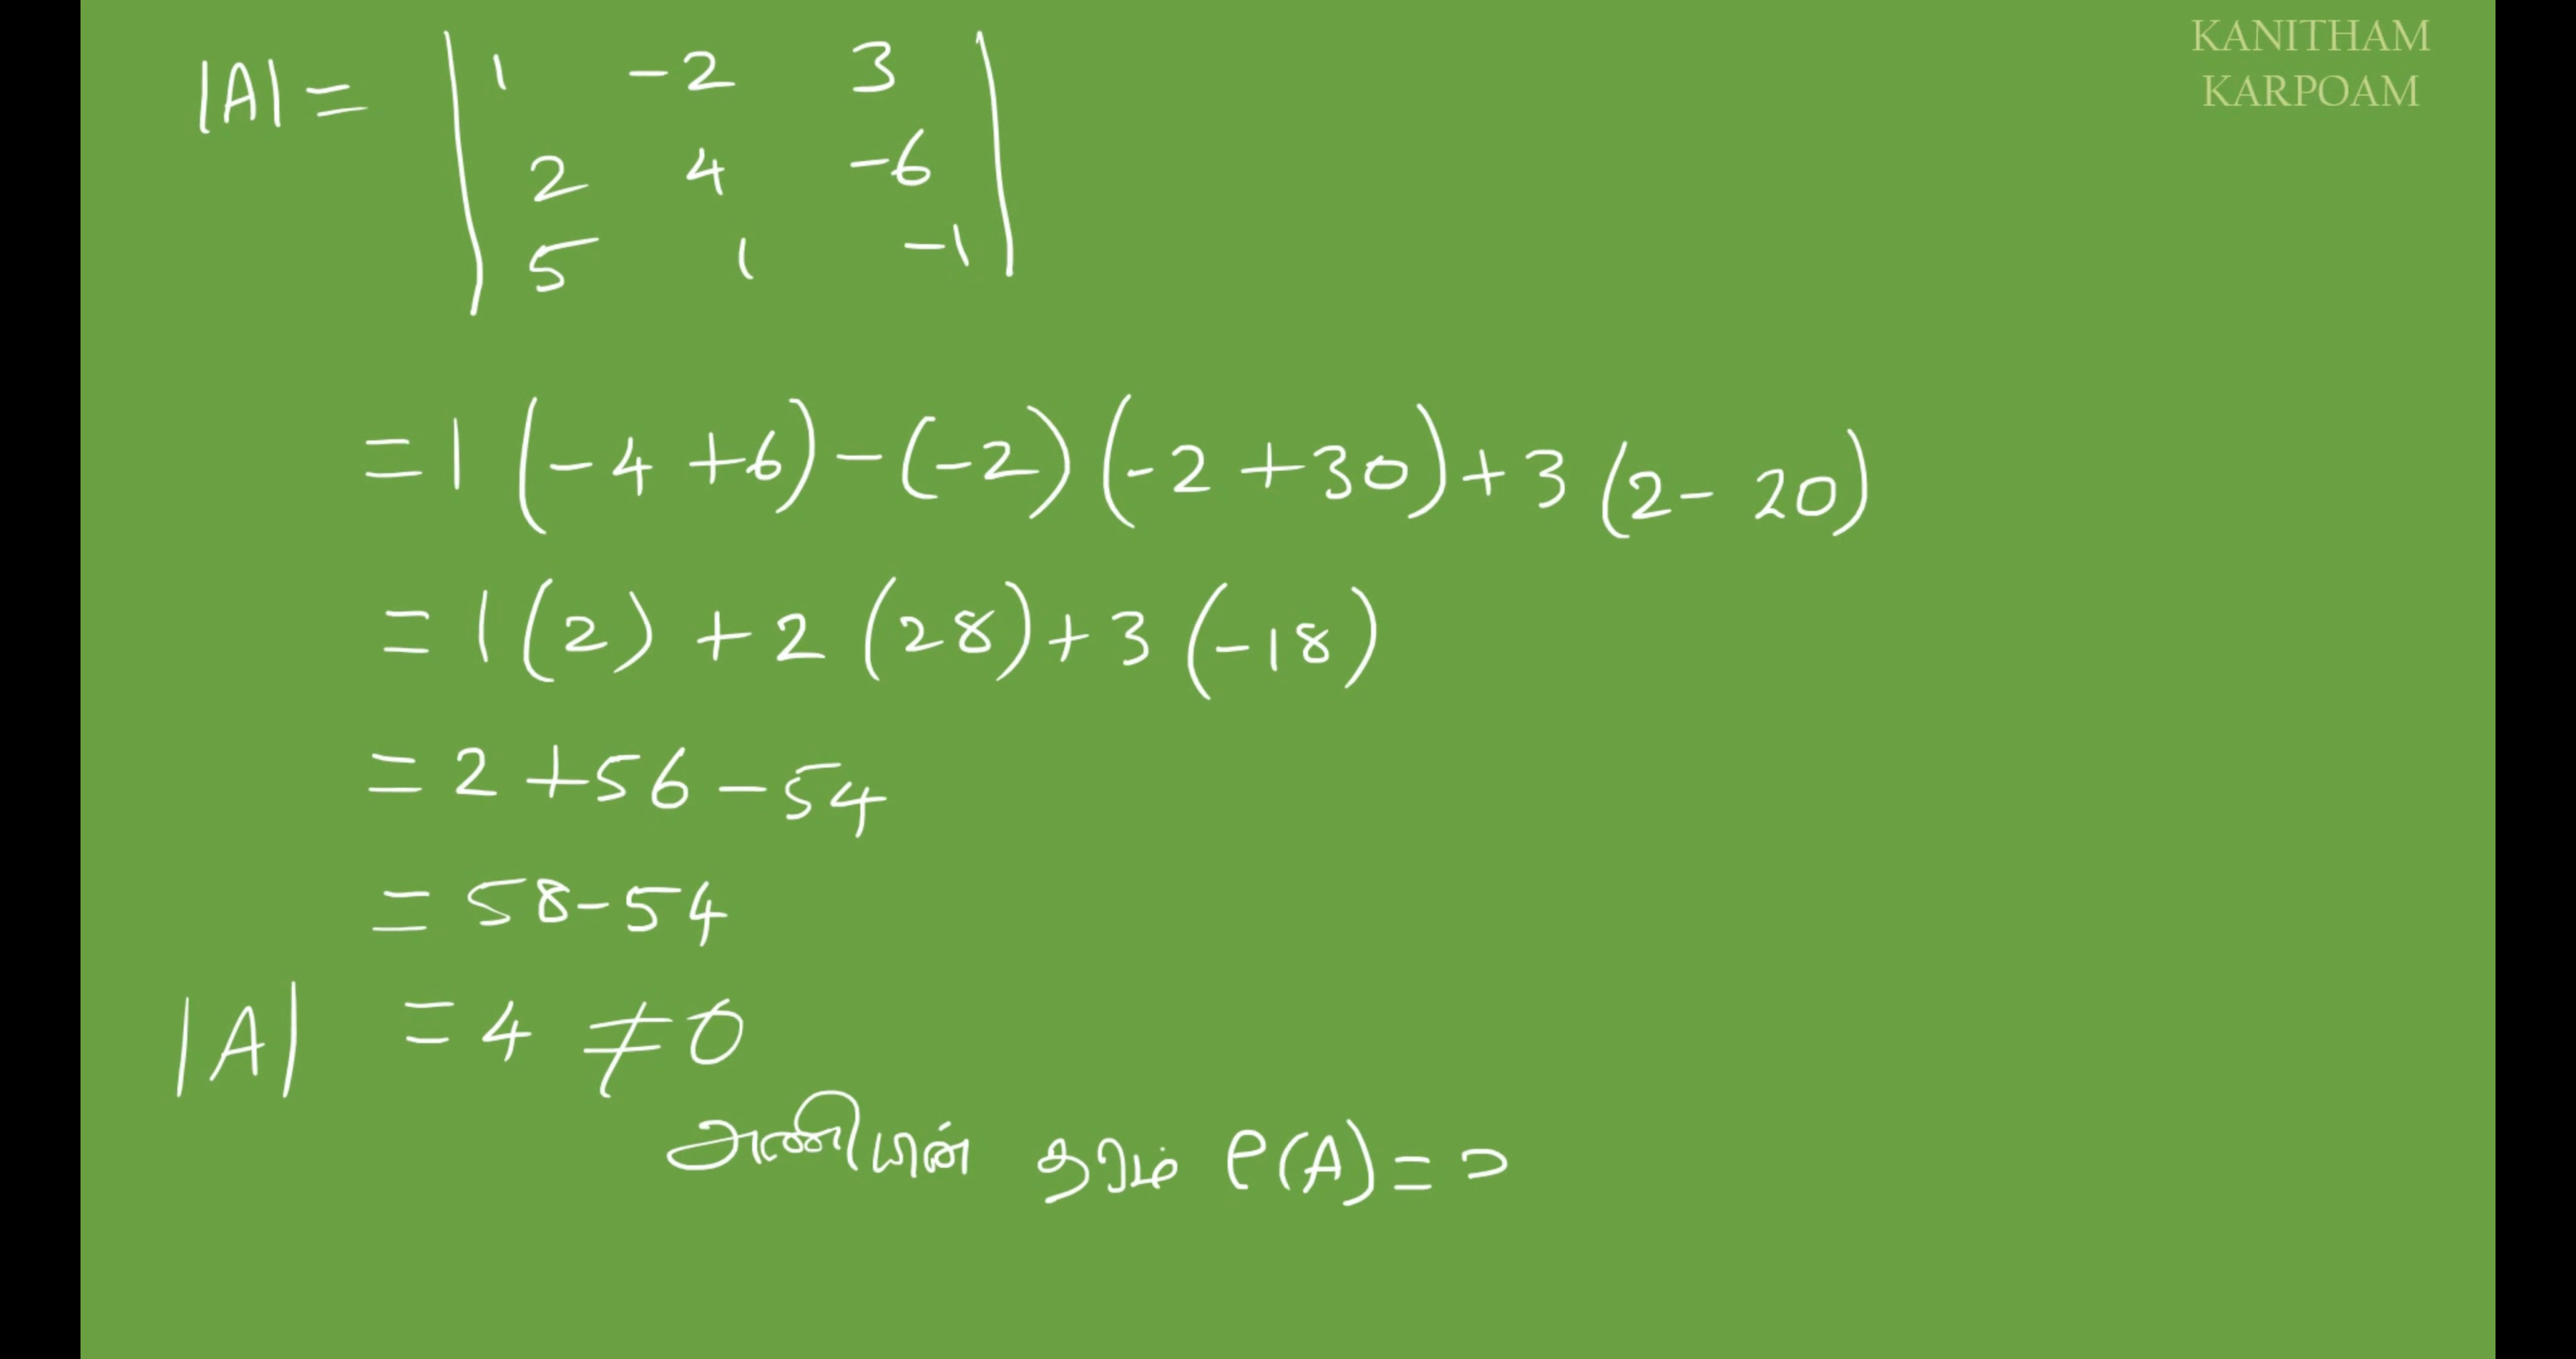 KANITHAM
KARPOAM
|A| = | 1 -2 3 |
| 2 4 -6 |
| 5 1 -1 |
= 1 (-4 + 6) - (-2) (-2 + 30) + 3 (2 - 20)
= 1 (2) + 2 (28) + 3 (-18)
= 2 + 56 - 54
= 58 - 54
|A| = 4 ≠ 0
அணியின் தரம் ρ(A) =